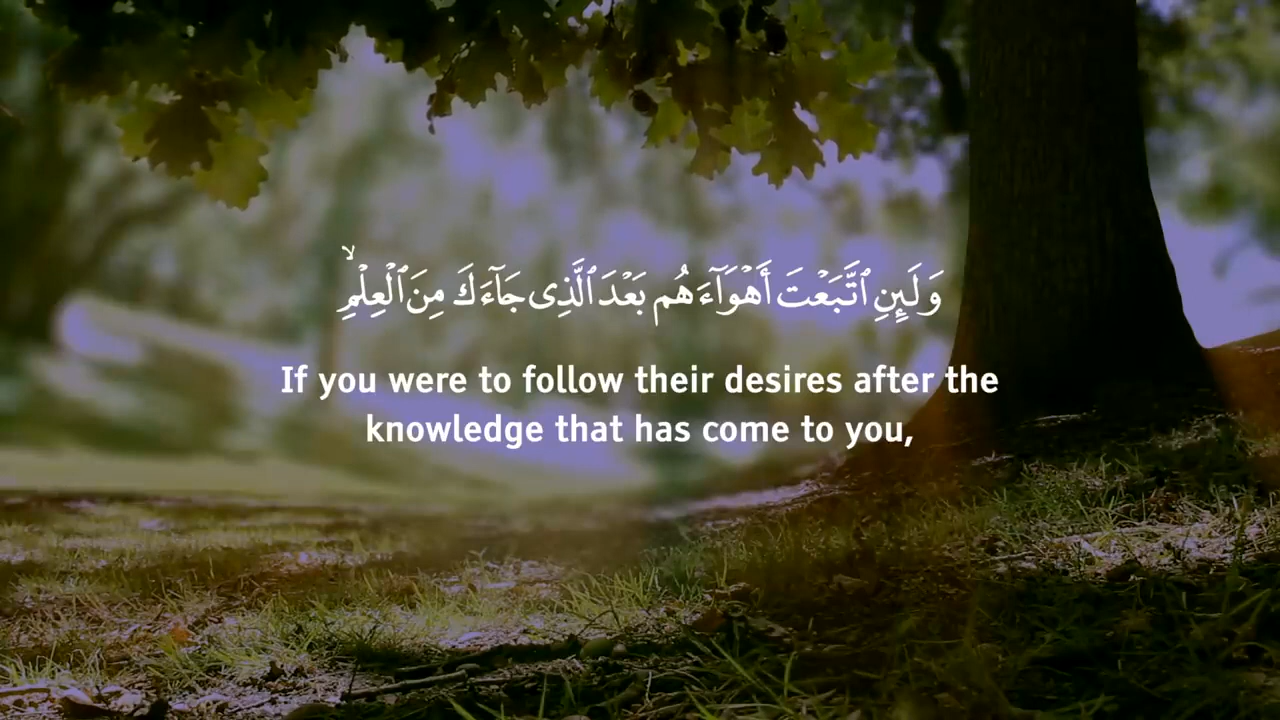 وَلَئِنِ ٱتَّبَعْتَ أَهْوَآءَهُم بَعْدَ ٱلَّذِى جَآءَكَ مِنَ ٱلْعِلْمِ ۙ
If you were to follow their desires after the
knowledge that has come to you,